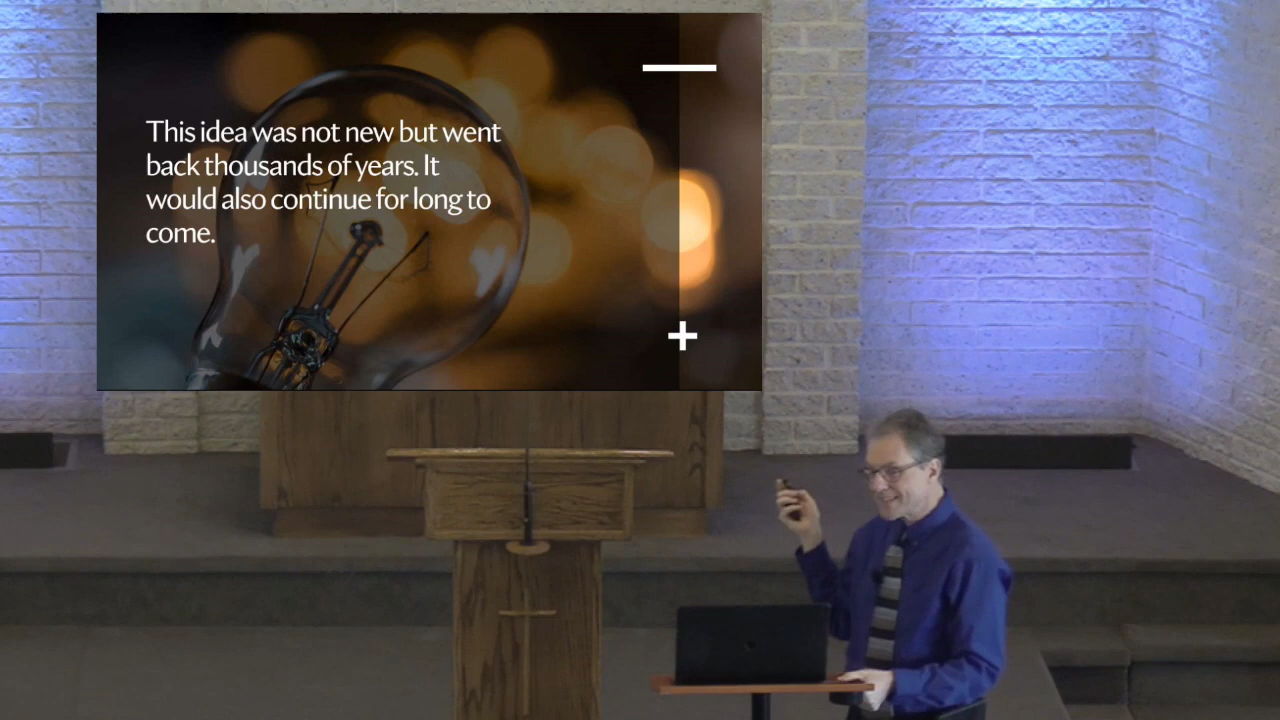 This idea was not new but went
back thousands of years. It
would also continue for long to
come.